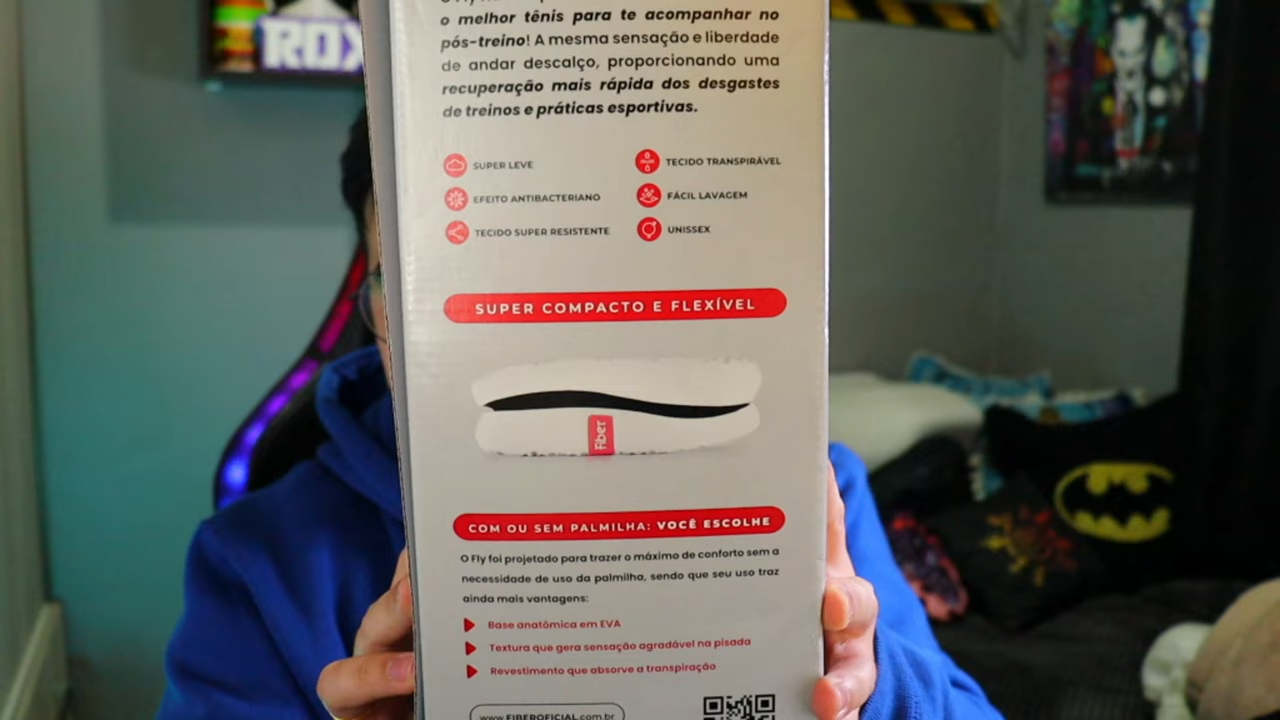 ROX
o melhor tênis para te acompanhar no
pós-treino! A mesma sensação e liberdade
de andar descalço, proporcionando uma
recuperação mais rápida dos desgastes
de treinos e práticas esportivas.
SUPER LEVE
TECIDO TRANSPIRÁVEL
EFEITO ANTIBACTERIANO
FÁCIL LAVAGEM
TECIDO SUPER RESISTENTE
UNISSEX
SUPER COMPACTO E FLEXÍVEL
Fiber
COM OU SEM PALMILHA: VOCÊ ESCOLHE
O Fly foi projetado para trazer o máximo de conforto sem a
necessidade de uso da palmilha, sendo que seu uso traz
ainda mais vantagens:
Base anatômica em EVA
Textura que gera sensação agradável na pisada
Revestimento que absorve a transpiração
www.FIBEROFICIAL.com.br